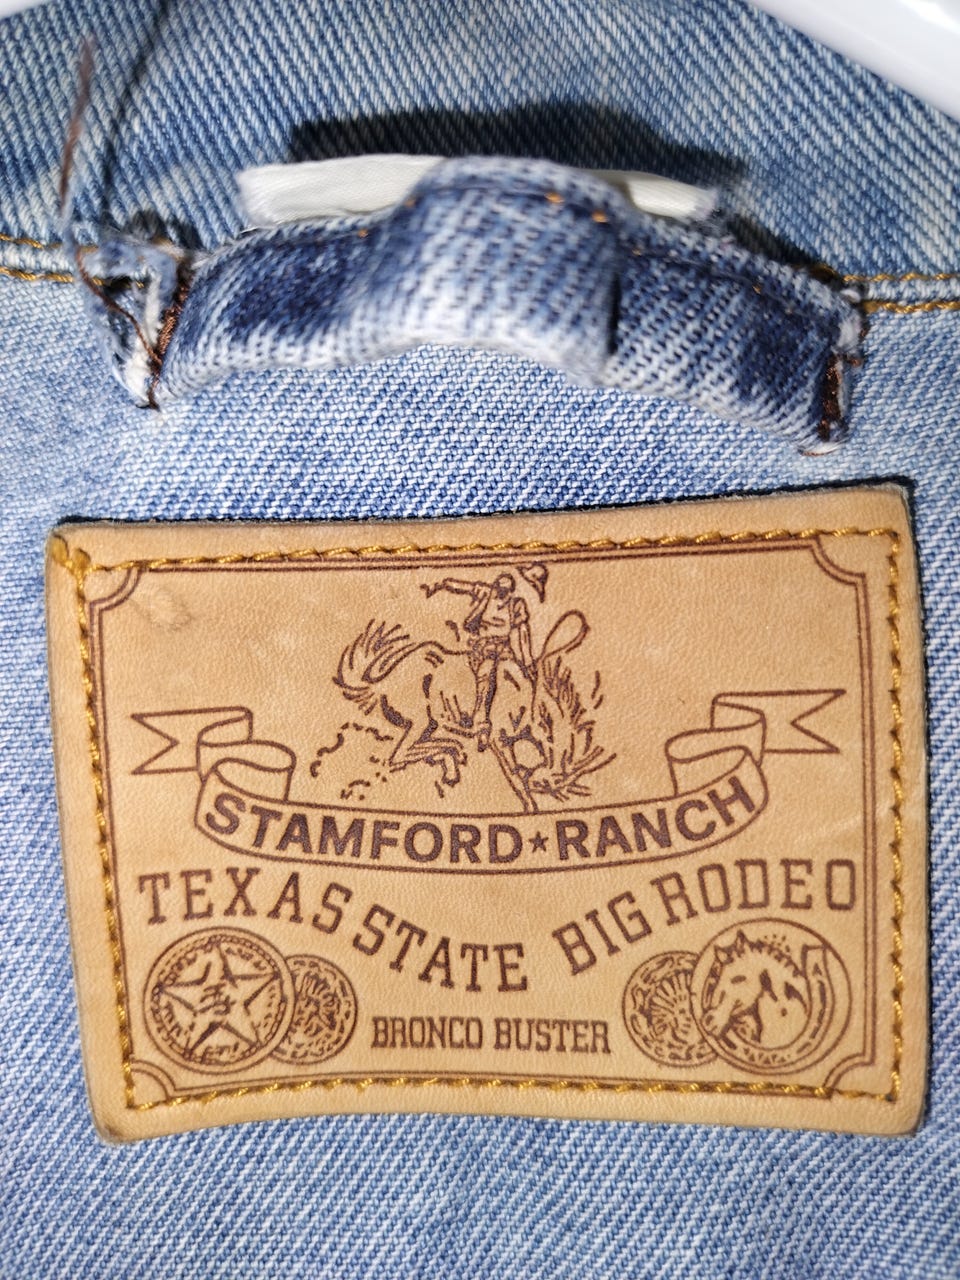 STAMFORD★RANCH
TEXAS STATE BIG RODEO
BRONCO BUSTER